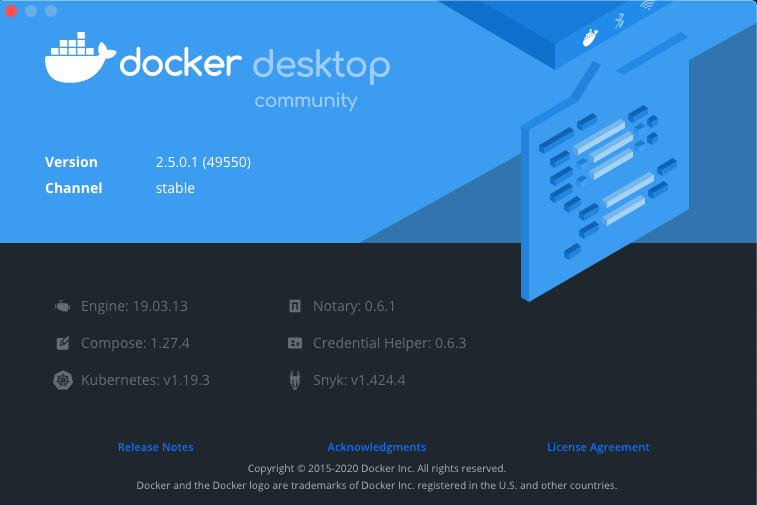 docker desktop
community
Version 2.5.0.1 (49550)
Channel stable
Engine: 19.03.13 Notary: 0.6.1
Compose: 1.27.4 Credential Helper: 0.6.3
Kubernetes: v1.19.3 Snyk: v1.424.4
Release Notes Acknowledgments License Agreement
Copyright © 2015-2020 Docker Inc. All rights reserved.
Docker and the Docker logo are trademarks of Docker Inc. registered in the U.S. and other countries.